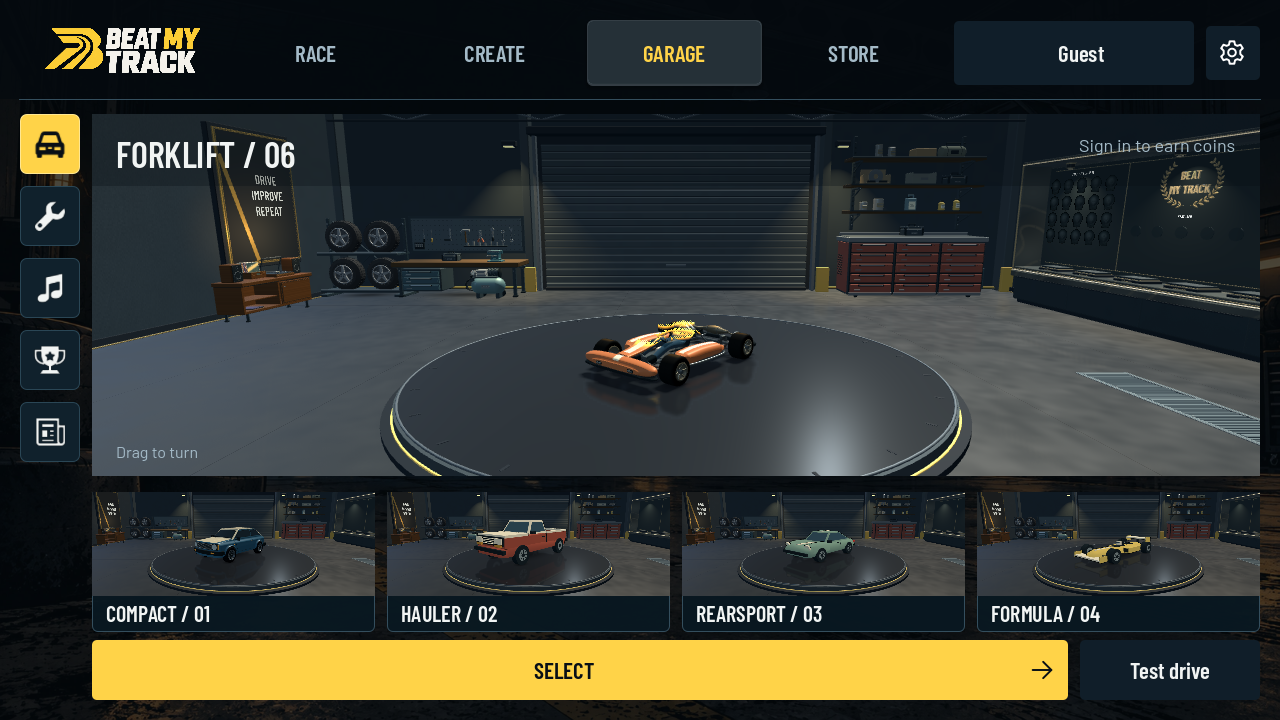 BEAT MY
TRACK
RACE
CREATE
GARAGE
STORE
Guest
FORKLIFT / 06
Sign in to earn coins
DRIVE
IMPROVE
REPEAT
BEAT
MY TRACK
Drag to turn
COMPACT / 01
HAULER / 02
REARSPORT / 03
FORMULA / 04
SELECT
Test drive